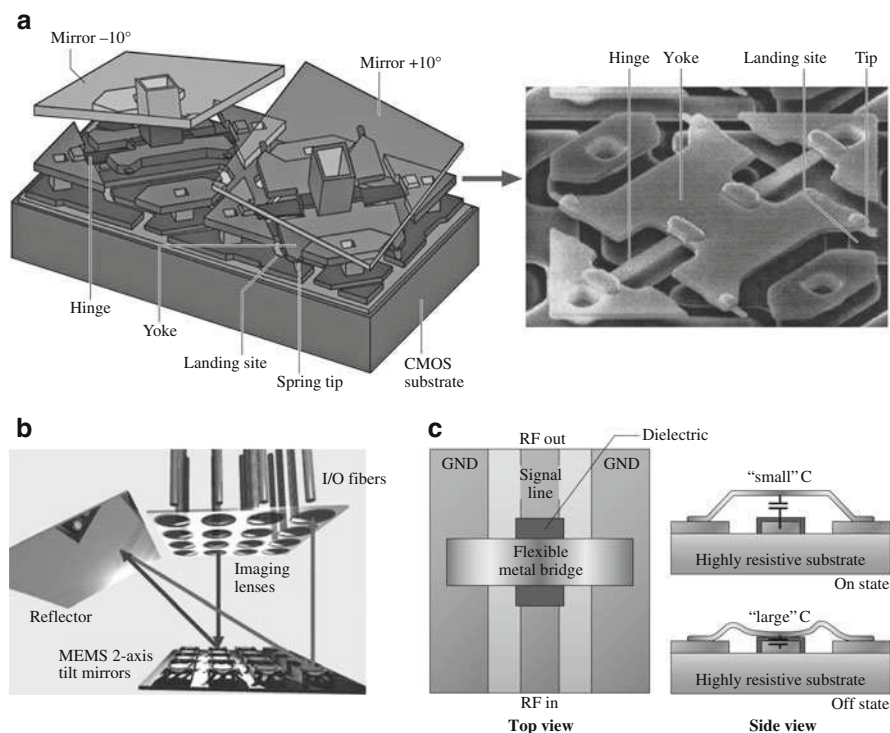 a
Mirror –10°
Mirror +10°
Hinge
Yoke
Landing site
Spring tip
CMOS
substrate
Hinge
Yoke
Landing site
Tip
b
I/O fibers
Imaging
lenses
Reflector
MEMS 2-axis
tilt mirrors
c
RF out
Dielectric
GND
Signal
line
GND
Flexible
metal bridge
RF in
Top view
“small” C
Highly resistive substrate
On state
“large” C
Highly resistive substrate
Off state
Side view